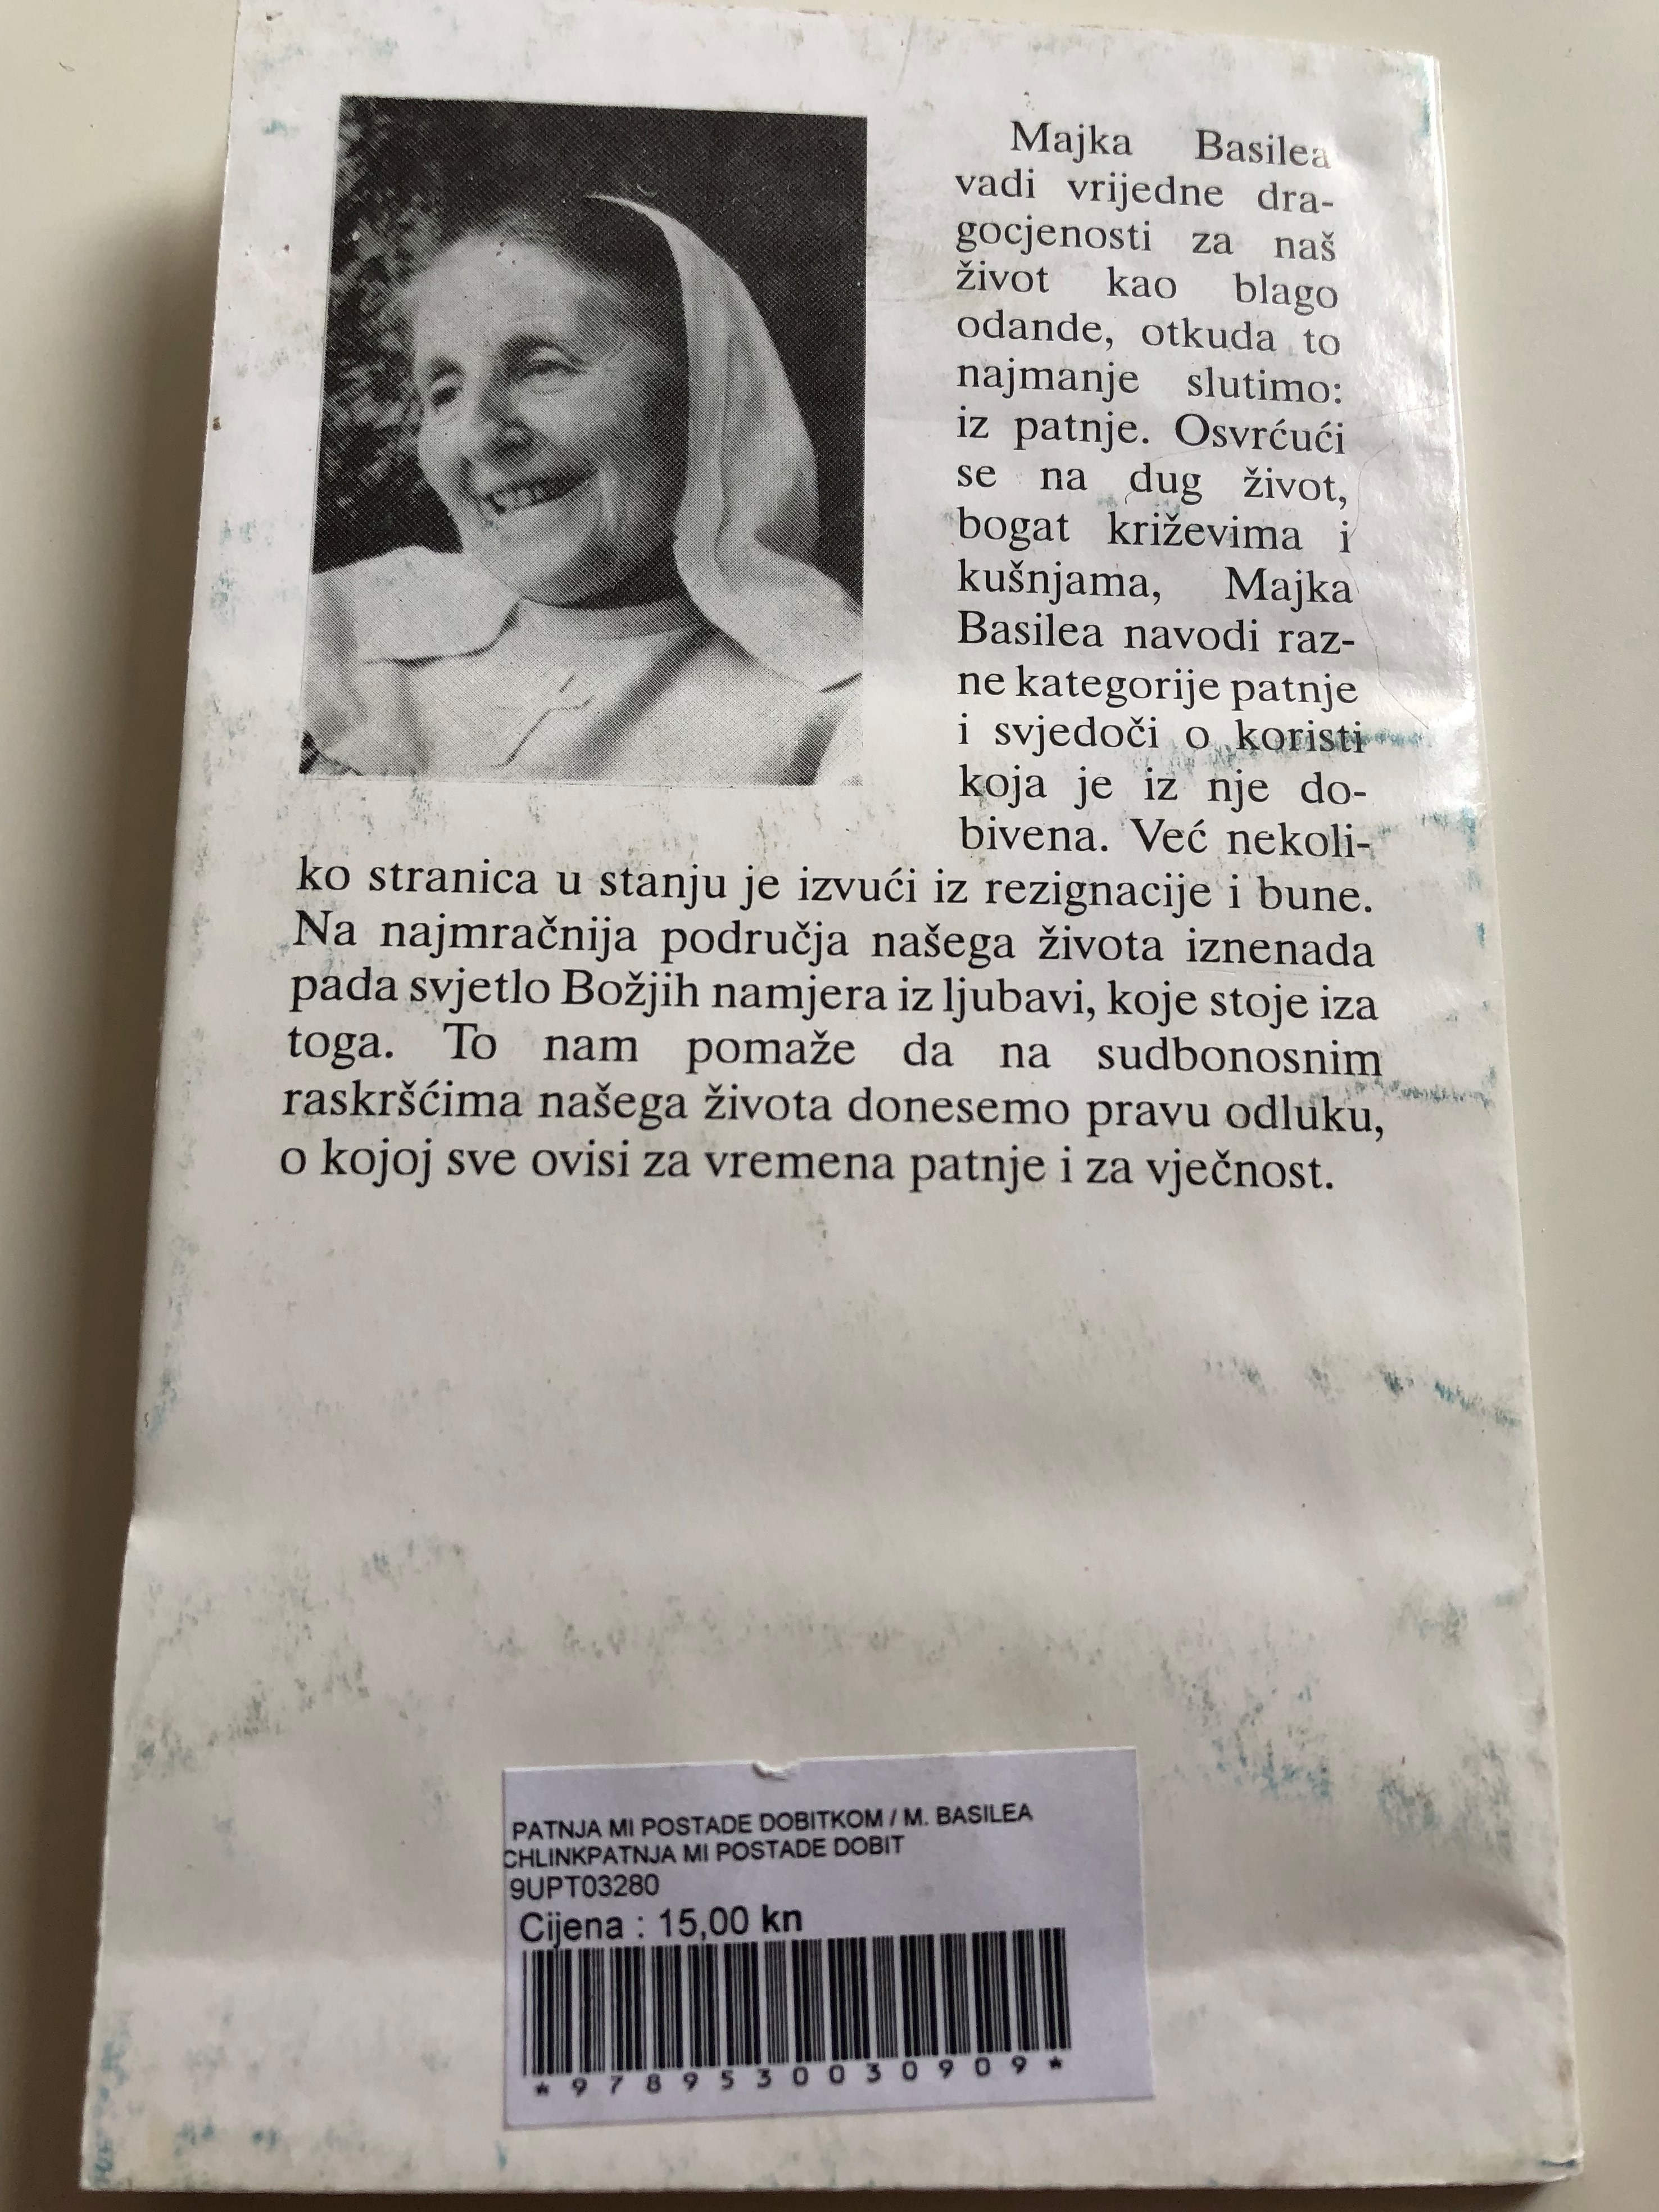 Majka Basilea
vadi vrijedne dra-
gocjenosti za naš
život kao blago
odande, otkuda to
najmanje slutimo:
iz patnje. Osvrćući
se na dug život,
bogat križevima i
kušnjama, Majka
Basilea navodi raz-
ne kategorije patnje
i svjedoči o koristi
koja je iz nje do-
bivena. Već nekoli-
ko stranica u stanju je izvući iz rezignacije i bune.
Na najmračnija područja našega života iznenada
pada svjetlo Božjih namjera iz ljubavi, koje stoje iza
toga. To nam pomaže da na sudbonosnim
raskršćima našega života donesemo pravu odluku,
o kojoj sve ovisi za vremena patnje i za vječnost.
PATNJA MI POSTADE DOBITKOM / M. BASILEA
CHLINKPATNJA MI POSTADE DOBIT
9UPT03280
Cijena : 15,00 kn
*9789530030909*